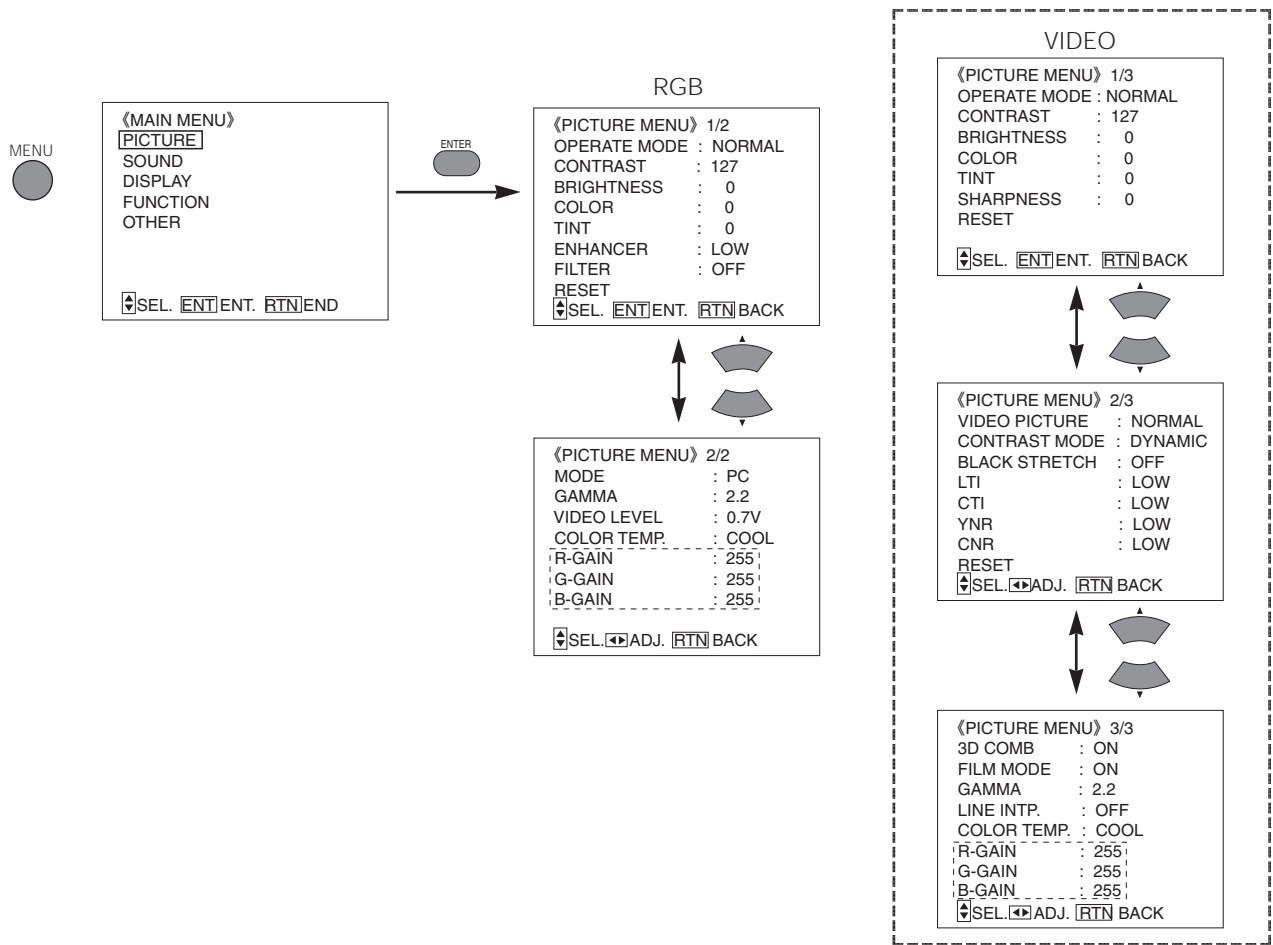 MENU
《MAIN MENU》
PICTURE
SOUND
DISPLAY
FUNCTION
OTHER
SEL. ENT ENT. RTN END
ENTER
RGB
《PICTURE MENU》 1/2
OPERATE MODE : NORMAL
CONTRAST : 127
BRIGHTNESS : 0
COLOR : 0
TINT : 0
ENHANCER : LOW
FILTER : OFF
RESET
SEL. ENT ENT. RTN BACK
《PICTURE MENU》 2/2
MODE : PC
GAMMA : 2.2
VIDEO LEVEL : 0.7V
COLOR TEMP. : COOL
R-GAIN : 255
G-GAIN : 255
B-GAIN : 255
SEL. ADJ. RTN BACK
VIDEO
《PICTURE MENU》 1/3
OPERATE MODE : NORMAL
CONTRAST : 127
BRIGHTNESS : 0
COLOR : 0
TINT : 0
SHARPNESS : 0
RESET
SEL. ENT ENT. RTN BACK
《PICTURE MENU》 2/3
VIDEO PICTURE : NORMAL
CONTRAST MODE : DYNAMIC
BLACK STRETCH : OFF
LTI : LOW
CTI : LOW
YNR : LOW
CNR : LOW
RESET
SEL. ADJ. RTN BACK
《PICTURE MENU》 3/3
3D COMB : ON
FILM MODE : ON
GAMMA : 2.2
LINE INTP. : OFF
COLOR TEMP. : COOL
R-GAIN : 255
G-GAIN : 255
B-GAIN : 255
SEL. ADJ. RTN BACK